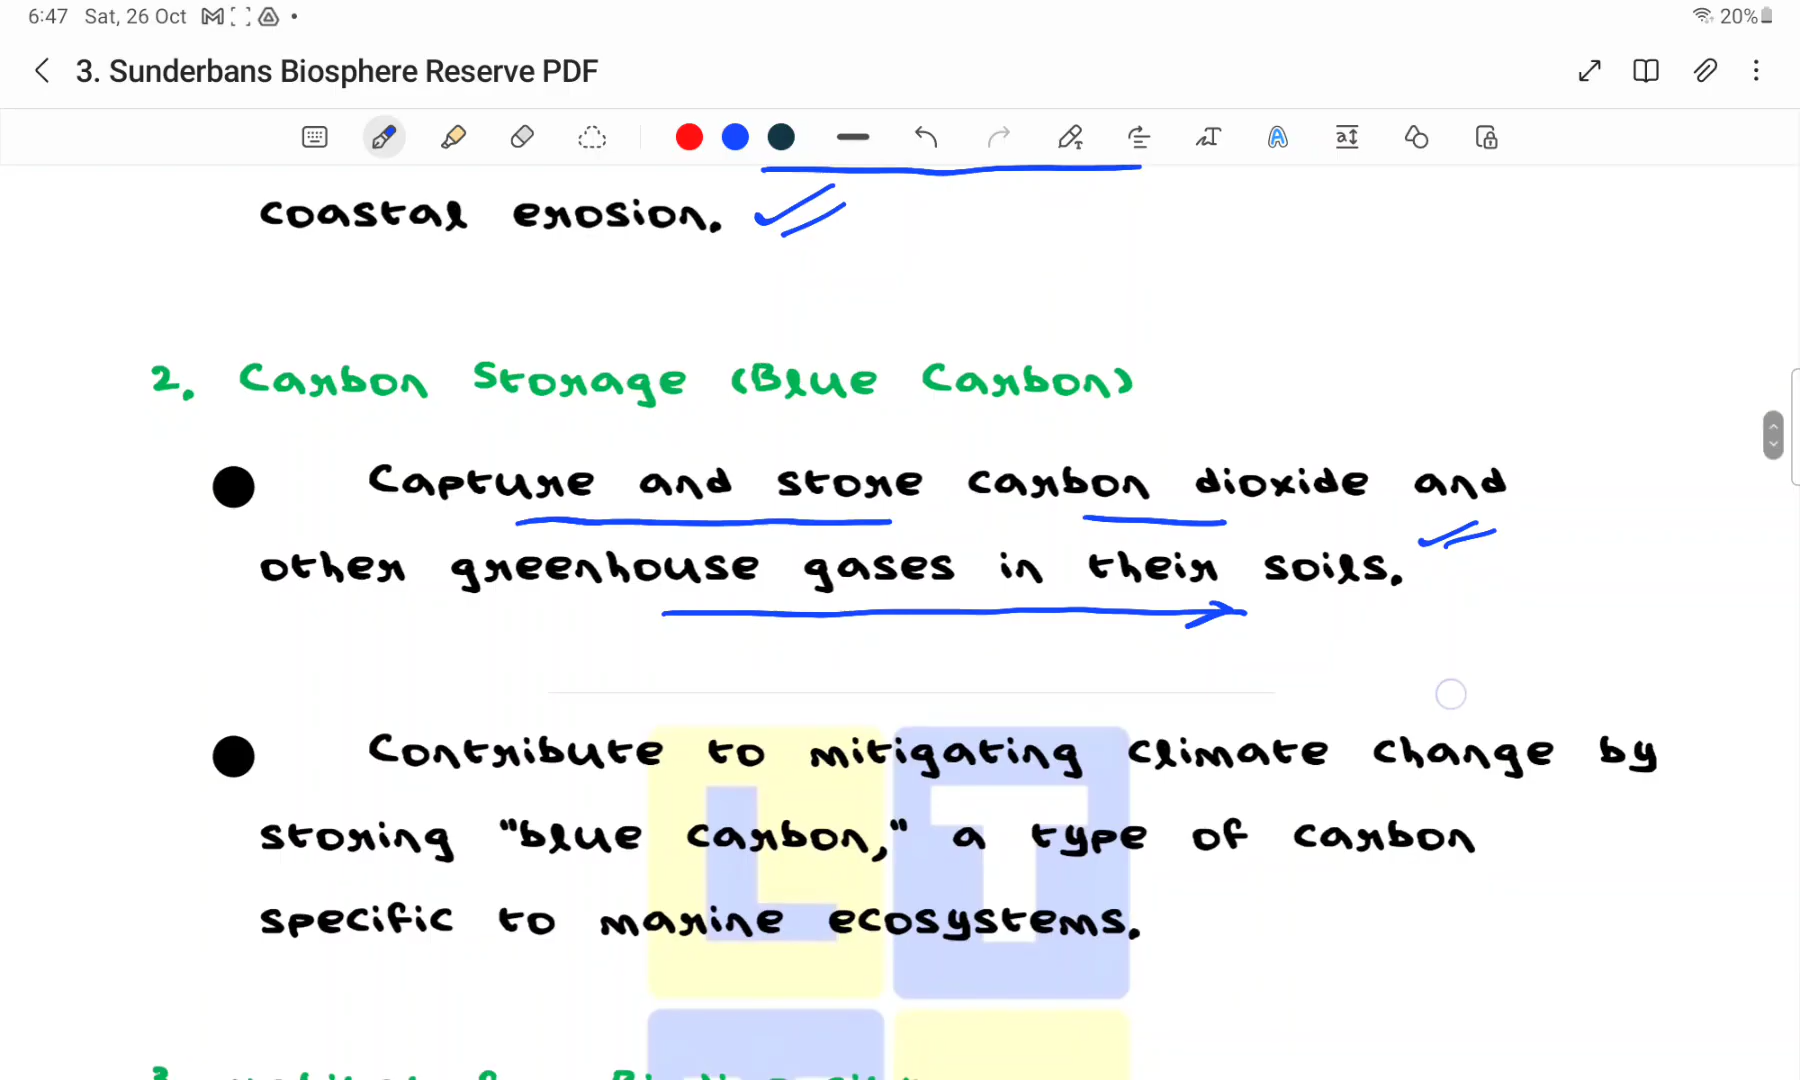 6:47 Sat, 26 Oct
20%
3. Sunderbans Biosphere Reserve PDF
coastal erosion.
2. Carbon Storage (Blue Carbon)
Capture and store carbon dioxide and
other greenhouse gases in their soils.
Contribute to mitigating climate change by
storing "blue carbon," a type of carbon
specific to marine ecosystems.
L T